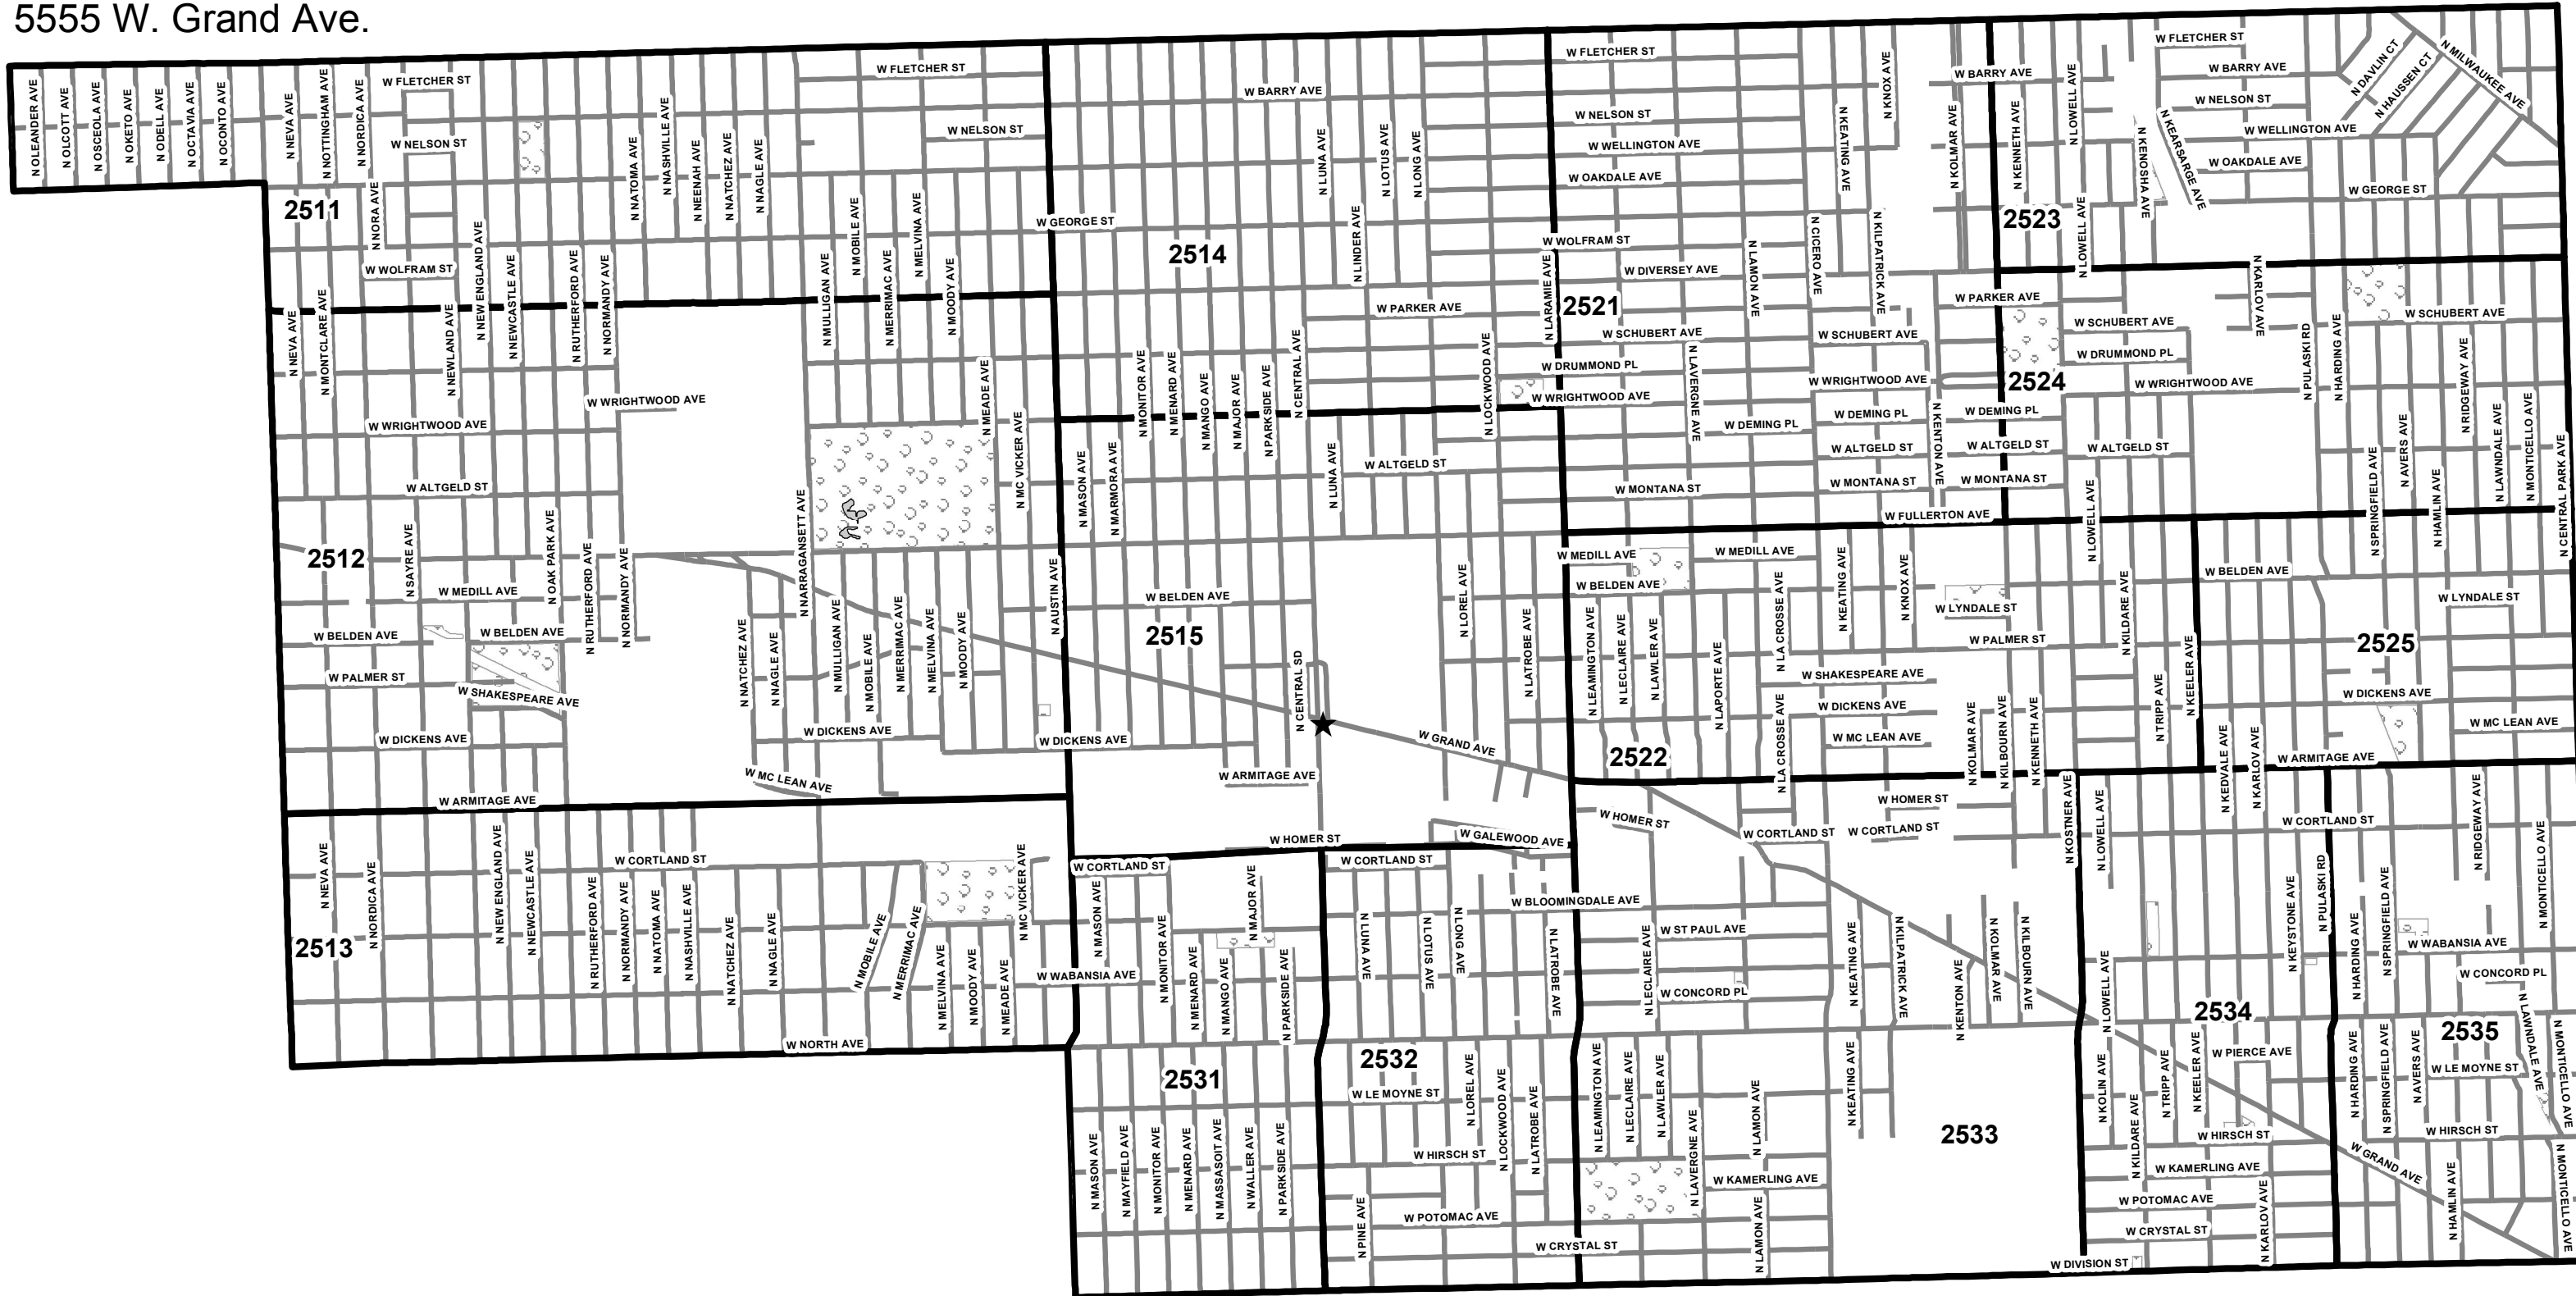 5555 W. Grand Ave.
N OLEANDER AVE
N OLCOTT AVE
N OSCEOLA AVE
N OKETO AVE
N ODELL AVE
N OCTAVIA AVE
N OCONTO AVE
N NEVA AVE
N NOTTINGHAM AVE
N NORDICA AVE
W FLETCHER ST
W NELSON ST
N NORA AVE
2511
W WOLFRAM ST
N NEW ENGLAND AVE
N NEWCASTLE AVE
N RUTHERFORD AVE
N NORMANDY AVE
N NATOMA AVE
N NASHVILLE AVE
N NEENAH AVE
N NATCHEZ AVE
N NAGLE AVE
W FLETCHER ST
W NELSON ST
N MULLIGAN AVE
N MOBILE AVE
N MERRIMAC AVE
N MELVINA AVE
N MOODY AVE
W GEORGE ST
W BARRY AVE
2514
N LUNA AVE
N LINDER AVE
N LOTUS AVE
N LONG AVE
W PARKER AVE
N LARAMIE AVE
W FLETCHER ST
W NELSON ST
W WELLINGTON AVE
W OAKDALE AVE
W WOLFRAM ST
W DIVERSEY AVE
2521
W SCHUBERT AVE
W DRUMMOND PL
W WRIGHTWOOD AVE
N LAVERGNE AVE
N LAMON AVE
N CICERO AVE
N KEATING AVE
N KNOX AVE
N KILPATRICK AVE
N KOLMAR AVE
W BARRY AVE
N KENNETH AVE
N LOWELL AVE
N LOWELL AVE
2523
N KENOSHA AVE
N KEARSARGE AVE
W FLETCHER ST
W BARRY AVE
W NELSON ST
W WELLINGTON AVE
W OAKDALE AVE
W GEORGE ST
N DAVLIN CT
N HAUSSEN CT
N MILWAUKEE AVE
N KARLOV AVE
W PARKER AVE
W SCHUBERT AVE
W SCHUBERT AVE
W SCHUBERT AVE
W DRUMMOND PL
W WRIGHTWOOD AVE
2524
W WRIGHTWOOD AVE
N PULASKI RD
N HARDING AVE
N RIDGEWAY AVE
N LAWNDALE AVE
N MONTICELLO AVE
N CENTRAL PARK AVE
N SPRINGFIELD AVE
N AVERS AVE
N HAMLIN AVE
W DEMING PL
W DEMING PL
W DEMING PL
W ALTGELD ST
W ALTGELD ST
W ALTGELD ST
N KENTON AVE
W MONTANA ST
W MONTANA ST
W MONTANA ST
W FULLERTON AVE
N LOWELL AVE
N NEVA AVE
N MONTCLARE AVE
N NEWLAND AVE
W WRIGHTWOOD AVE
W WRIGHTWOOD AVE
W ALTGELD ST
2512
N SAYRE AVE
W MEDILL AVE
N OAK PARK AVE
N RUTHERFORD AVE
N NORMANDY AVE
W BELDEN AVE
W BELDEN AVE
W PALMER ST
W SHAKESPEARE AVE
W DICKENS AVE
W ARMITAGE AVE
N NARRAGANSETT AVE
N MEADE AVE
N MC VICKER AVE
N NATCHEZ AVE
N NAGLE AVE
N MULLIGAN AVE
N MOBILE AVE
N MERRIMAC AVE
N MELVINA AVE
N MOODY AVE
W DICKENS AVE
W MC LEAN AVE
N AUSTIN AVE
N MASON AVE
N MARMORA AVE
N MONITOR AVE
N MENARD AVE
N MANGO AVE
N MAJOR AVE
N PARKSIDE AVE
N CENTRAL AVE
N LUNA AVE
W ALTGELD ST
N LOCKWOOD AVE
W BELDEN AVE
2515
N CENTRAL SD
W DICKENS AVE
W ARMITAGE AVE
W GRAND AVE
N LOREL AVE
N LATROBE AVE
W HOMER ST
W GALEWOOD AVE
W MEDILL AVE
W MEDILL AVE
W BELDEN AVE
N LEAMINGTON AVE
N LECLAIRE AVE
N LAWLER AVE
N LAPORTE AVE
N LA CROSSE AVE
N LA CROSSE AVE
N KEATING AVE
N KNOX AVE
W LYNDALE ST
W PALMER ST
W SHAKESPEARE AVE
W DICKENS AVE
W MC LEAN AVE
2522
N KOLMAR AVE
N KILBOURN AVE
N KENNETH AVE
N KILDARE AVE
N TRIPP AVE
N KEELER AVE
W BELDEN AVE
W LYNDALE ST
2525
W DICKENS AVE
W MC LEAN AVE
W ARMITAGE AVE
N KEDVALE AVE
N KARLOV AVE
N NEVA AVE
N NORDICA AVE
2513
N NEW ENGLAND AVE
N NEWCASTLE AVE
W CORTLAND ST
N RUTHERFORD AVE
N NORMANDY AVE
N NATOMA AVE
N NASHVILLE AVE
N NATCHEZ AVE
N NAGLE AVE
N MOBILE AVE
N MERRIMAC AVE
N MELVINA AVE
N MOODY AVE
N MEADE AVE
N MC VICKER AVE
W NORTH AVE
W WABANSIA AVE
W CORTLAND ST
N MASON AVE
N MONITOR AVE
N MENARD AVE
N MANGO AVE
N MAJOR AVE
N PARKSIDE AVE
2531
N MASON AVE
N MAYFIELD AVE
N MONITOR AVE
N MENARD AVE
N MASSASOIT AVE
N WALLER AVE
N PARKSIDE AVE
W CORTLAND ST
N LUNA AVE
N LOTUS AVE
N LONG AVE
N LATROBE AVE
2532
W LE MOYNE ST
N LOREL AVE
N LOCKWOOD AVE
N LATROBE AVE
W HIRSCH ST
N PINE AVE
W POTOMAC AVE
W CRYSTAL ST
W HOMER ST
W HOMER ST
W CORTLAND ST
W CORTLAND ST
W BLOOMINGDALE AVE
W ST PAUL AVE
N LECLAIRE AVE
W CONCORD PL
N KEATING AVE
N KILPATRICK AVE
N KENTON AVE
N KOLMAR AVE
N KILBOURN AVE
N LEAMINGTON AVE
N LECLAIRE AVE
N LAWLER AVE
N LAVERGNE AVE
N LAMON AVE
N LAMON AVE
N KEATING AVE
W KAMERLING AVE
2533
N KOSTNER AVE
N LOWELL AVE
N LOWELL AVE
W CORTLAND ST
N KEYSTONE AVE
N PULASKI RD
2534
W PIERCE AVE
N KOLIN AVE
N KILDARE AVE
N TRIPP AVE
N KEELER AVE
W HIRSCH ST
W KAMERLING AVE
W POTOMAC AVE
W CRYSTAL ST
N KARLOV AVE
W DIVISION ST
N HARDING AVE
N SPRINGFIELD AVE
N RIDGEWAY AVE
N MONTICELLO AVE
W WABANSIA AVE
W CONCORD PL
2535
N LAWNDALE AVE
N MONTICELLO AVE
N HARDING AVE
N SPRINGFIELD AVE
N AVERS AVE
W LE MOYNE ST
W HIRSCH ST
W GRAND AVE
N HAMLIN AVE
N MONTICELLO AVE